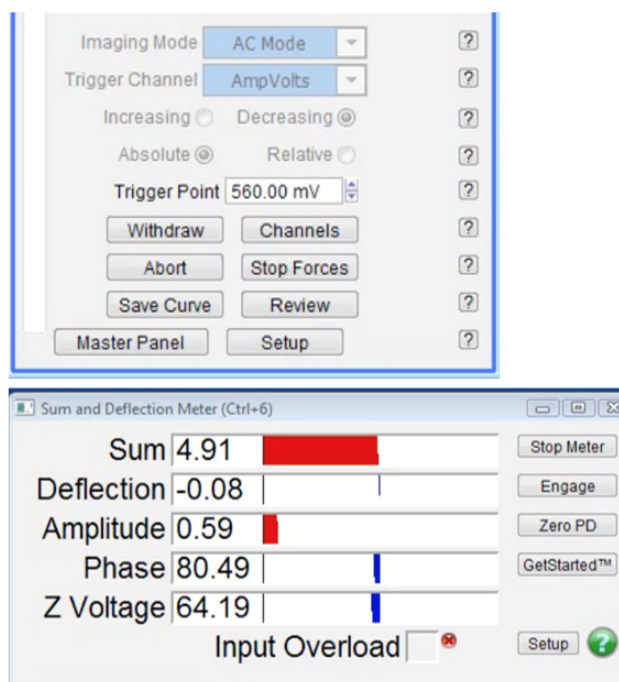 Imaging Mode AC Mode ?
Trigger Channel AmpVolts ?
Increasing Decreasing ?
Absolute Relative ?
Trigger Point 560.00 mV ?
Withdraw Channels ?
Abort Stop Forces ?
Save Curve Review ?
Master Panel Setup ?
Sum and Deflection Meter (Ctrl+6)
Sum 4.91 Stop Meter
Deflection -0.08 Engage
Amplitude 0.59 Zero PD
Phase 80.49 GetStarted™
Z Voltage 64.19
Input Overload Setup ?